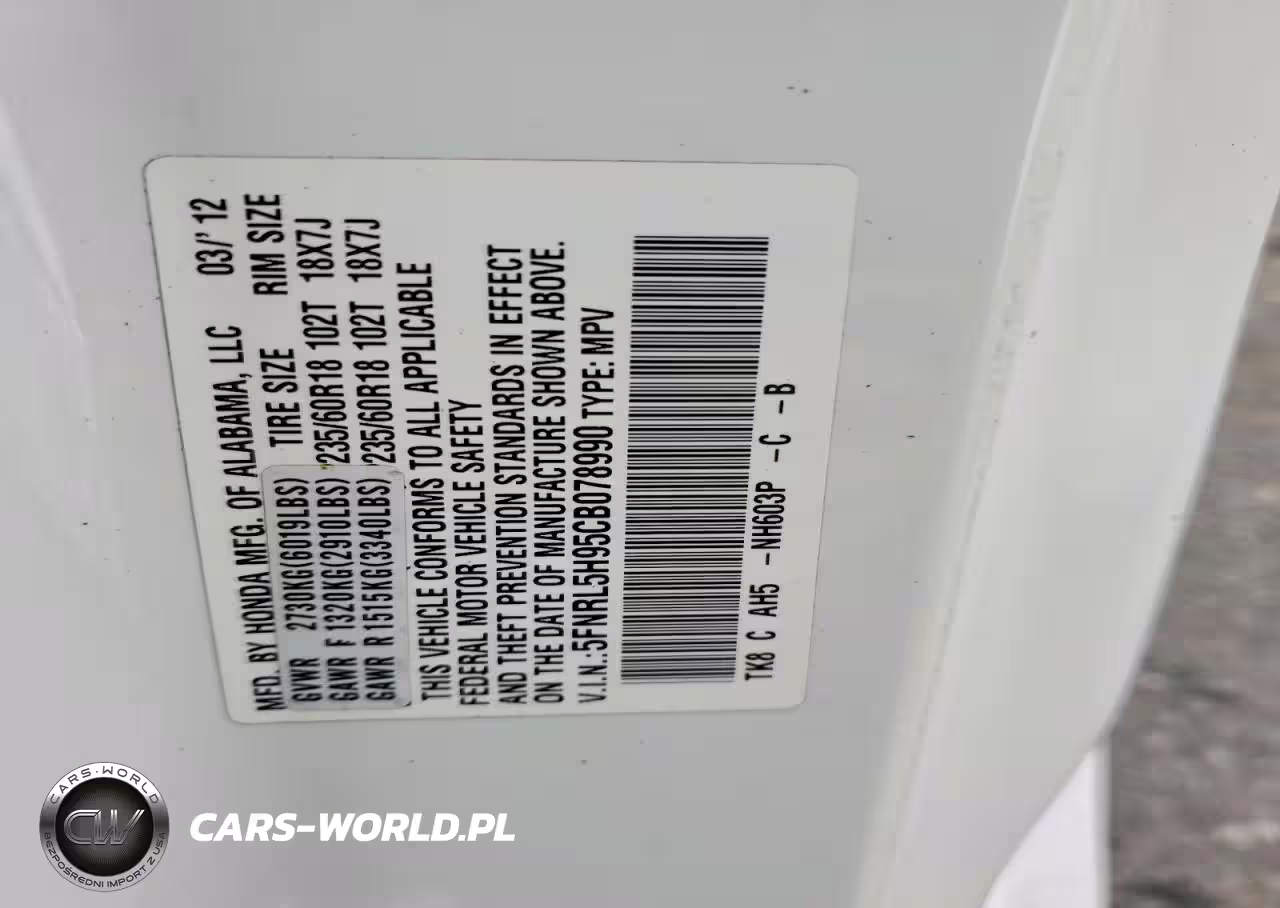 MFD. BY HONDA MFG. OF ALABAMA, LLC 03/'12
TIRE SIZE RIM SIZE
GVWR 2730KG(6019LBS)
GAWR F 1320KG(2910LBS) 235/60R18 102T 18X7J
GAWR R 1515KG(3340LBS) 235/60R18 102T 18X7J
THIS VEHICLE CONFORMS TO ALL APPLICABLE
FEDERAL MOTOR VEHICLE SAFETY
AND THEFT PREVENTION STANDARDS IN EFFECT
ON THE DATE OF MANUFACTURE SHOWN ABOVE.
V.I.N.:5FNRL5H95CB078990 TYPE: MPV
TK8 C AH5 -NH603P -C -B
CARS-WORLD
CW
BEZPOŚREDNI IMPORT Z USA
CARS-WORLD.PL